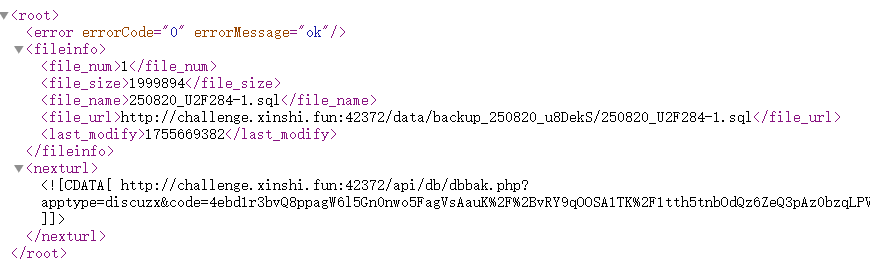 <root>
<error errorCode="0" errorMessage="ok"/>
<fileinfo>
<file_num>1</file_num>
<file_size>1999894</file_size>
<file_name>250820_U2F284-1.sql</file_name>
<file_url>http://challenge.xinshi.fun:42372/data/backup_250820_u8DekS/250820_U2F284-1.sql</file_url>
<last_modify>1755669382</last_modify>
</fileinfo>
<nexturl>
<![CDATA[ http://challenge.xinshi.fun:42372/api/db/dbbak.php?
apptype=discuzx&code=4ebd1r3bvQ8ppagW6l5Gn0nwo5FagVsAauK%2F%2BvRY9qOOSA1TK%2F1tth5tnbOdQz6ZeQ3pAz0bzqLPV
]]>
</nexturl>
</root>